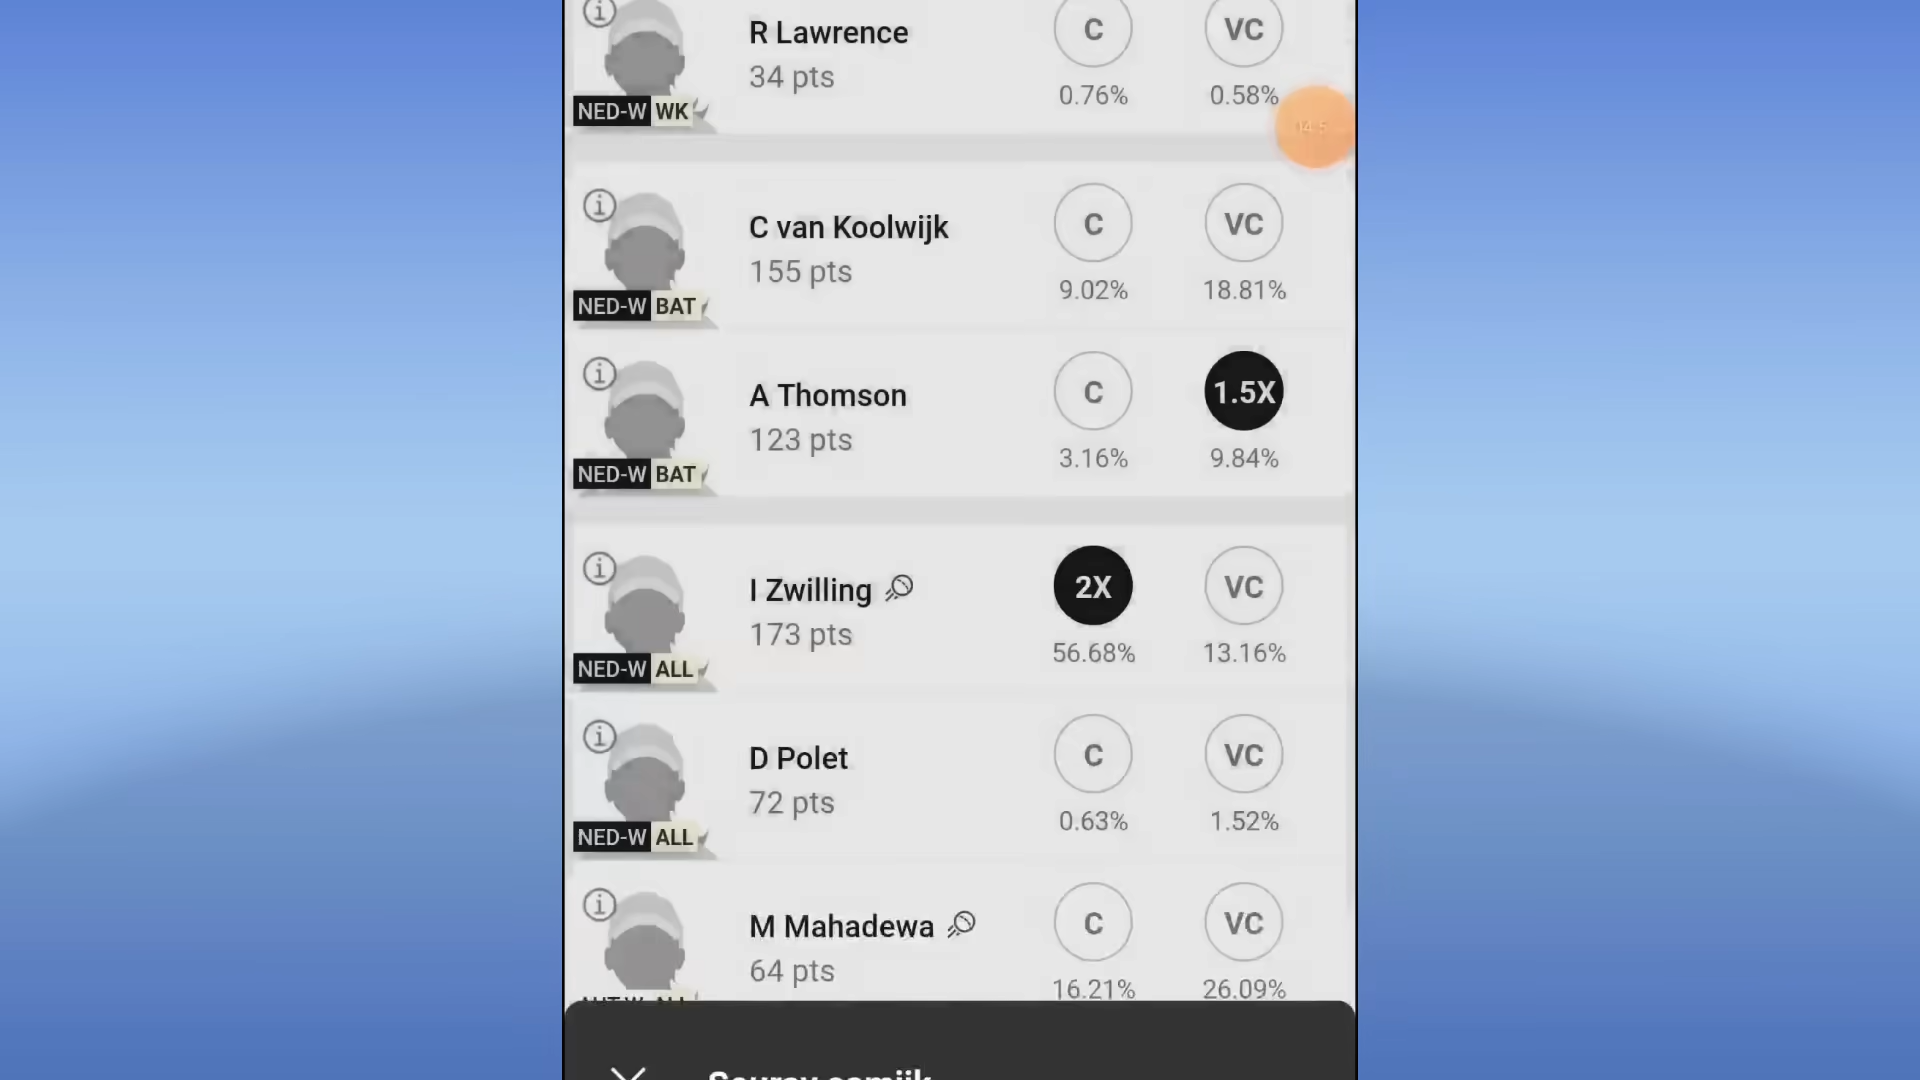 R Lawrence
34 pts
C
VC
0.76%
0.58%
NED-W WK
C van Koolwijk
155 pts
C
VC
9.02%
18.81%
NED-W BAT
A Thomson
123 pts
C
1.5X
3.16%
9.84%
NED-W BAT
I Zwilling
173 pts
2X
VC
56.68%
13.16%
NED-W ALL
D Polet
72 pts
C
VC
0.63%
1.52%
NED-W ALL
M Mahadewa
64 pts
C
VC
16.21%
26.09%